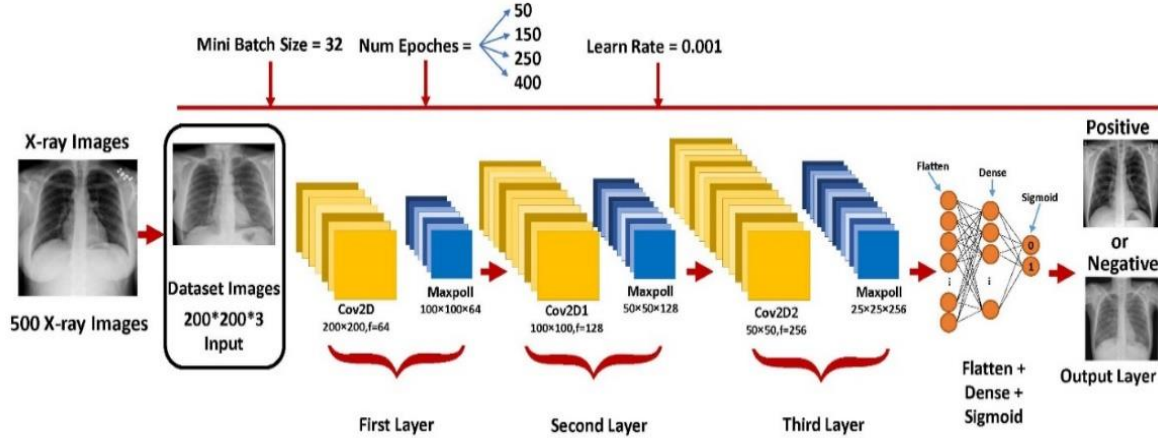 Mini Batch Size = 32
Num Epoches =
50
150
250
400
Learn Rate = 0.001
X-ray Images
500 X-ray Images
Dataset Images
200*200*3
Input
Cov2D
200×200,f=64
Maxpoll
100×100×64
Cov2D1
100×100,f=128
Maxpoll
50×50×128
Cov2D2
50×50,f=256
Maxpoll
25×25×256
First Layer
Second Layer
Third Layer
Flatten
Dense
Sigmoid
0
1
Flatten +
Dense +
Sigmoid
Positive
or
Negative
Output Layer